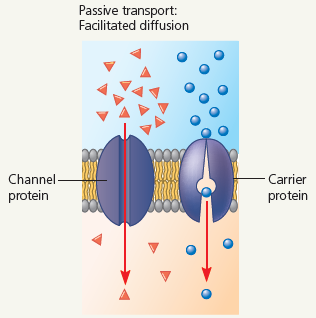 Passive transport:
Facilitated diffusion
Channel
protein
Carrier
protein